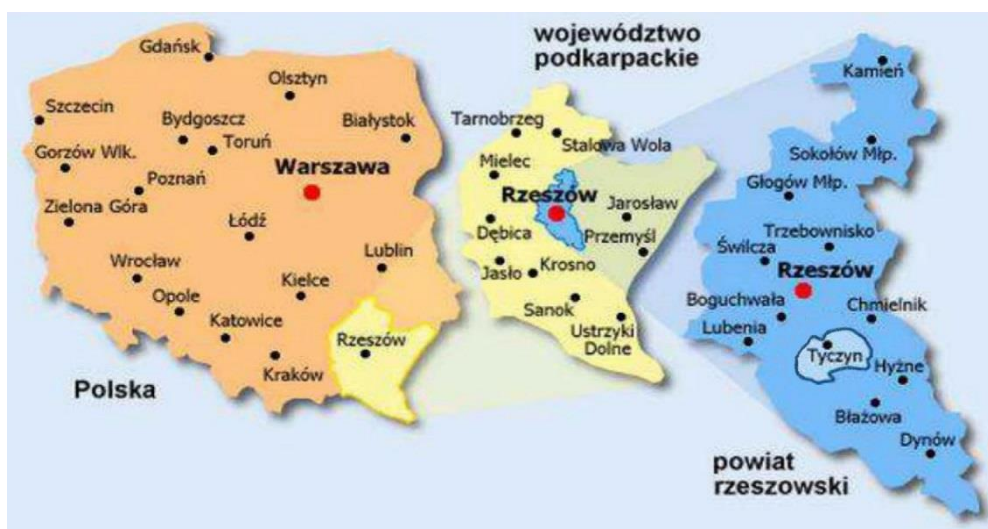 Gdańsk
Olsztyn
Szczecin
Bydgoszcz
Białystok
Toruń
Gorzów Wlk.
Poznań
Warszawa
Zielona Góra
Łódź
Lublin
Wrocław
Kielce
Opole
Katowice
Rzeszów
Kraków
Polska
województwo
podkarpackie
Tarnobrzeg
Stalowa Wola
Mielec
Rzeszów
Jarosław
Dębica
Przemyśl
Jasło
Krosno
Sanok
Ustrzyki
Dolne
Kamień
Sokołów Młp.
Głogów Młp.
Trzebownisko
Świlcza
Rzeszów
Boguchwała
Chmielnik
Lubenia
Tyczyn
Hyżne
Błażowa
Dynów
powiat
rzeszowski